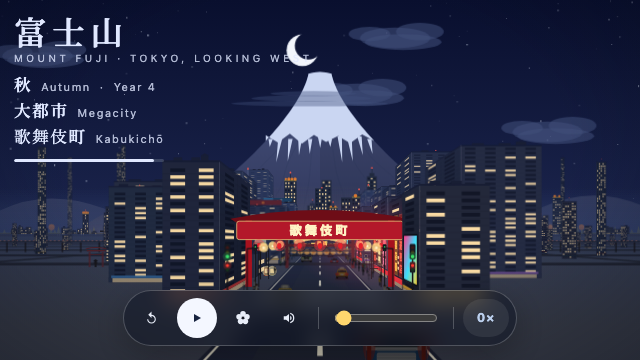 富士山
MOUNT FUJI · TOKYO, LOOKING WEST
秋 Autumn · Year 4
大都市 Megacity
歌舞伎町 Kabukichō
歌舞伎町
0×